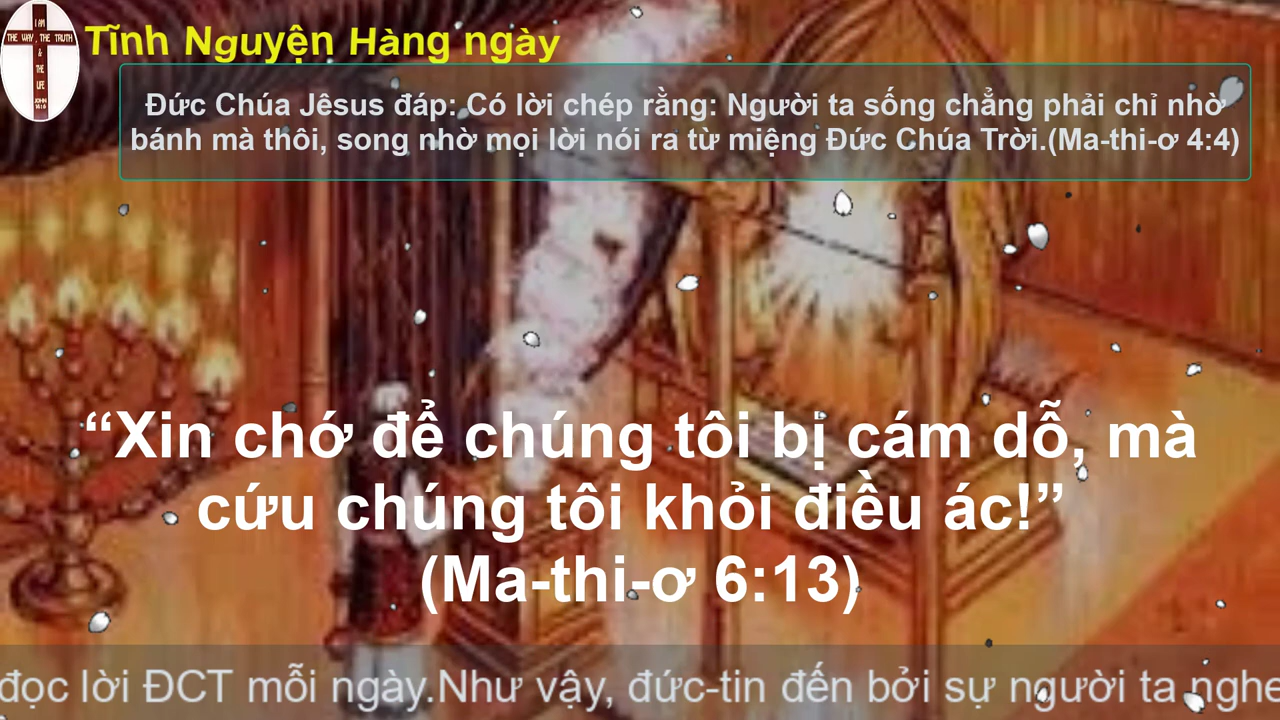 I AM
THE WAY, THE TRUTH
&
THE
LIFE
JOHN
14:6
Tĩnh Nguyện Hàng ngày
Đức Chúa Jêsus đáp: Có lời chép rằng: Người ta sống chẳng phải chỉ nhờ
bánh mà thôi, song nhờ mọi lời nói ra từ miệng Đức Chúa Trời.(Ma-thi-ơ 4:4)
“Xin chớ để chúng tôi bị cám dỗ, mà
cứu chúng tôi khỏi điều ác!”
(Ma-thi-ơ 6:13)
đọc lời ĐCT mỗi ngày.Như vậy, đức-tin đến bởi sự người ta nghe